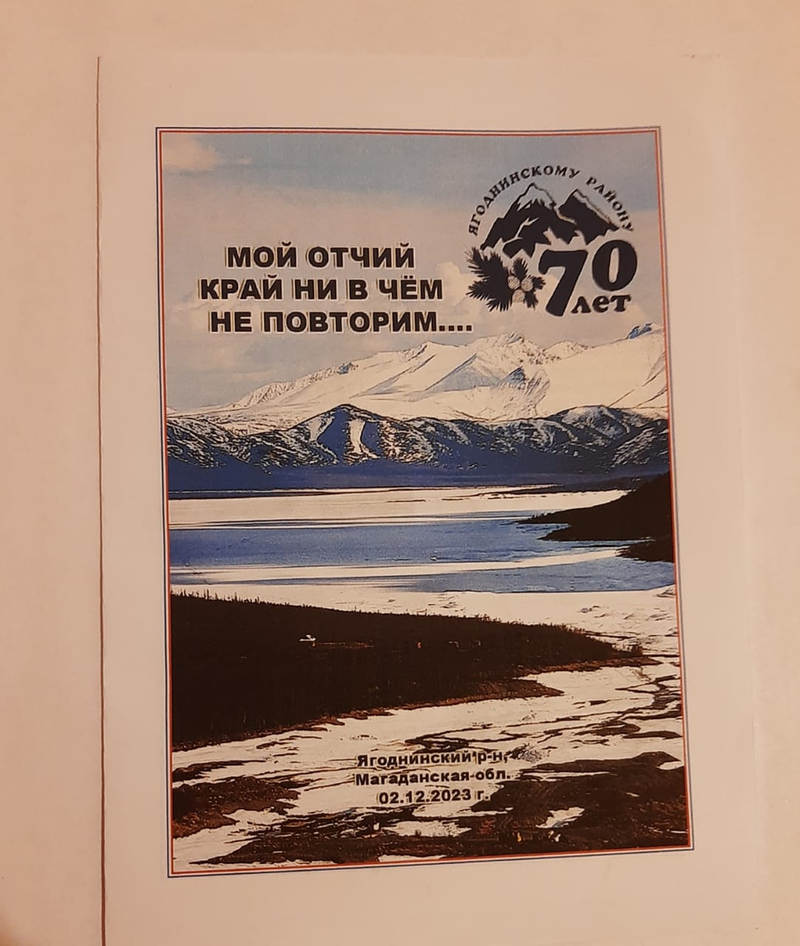 ЯГОДНИНСКОМУ РАЙОНУ
70
лет
МОЙ ОТЧИЙ
КРАЙ НИ В ЧЁМ
НЕ ПОВТОРИМ....
Ягоднинский р-н,
Магаданская обл.
02.12.2023 г.